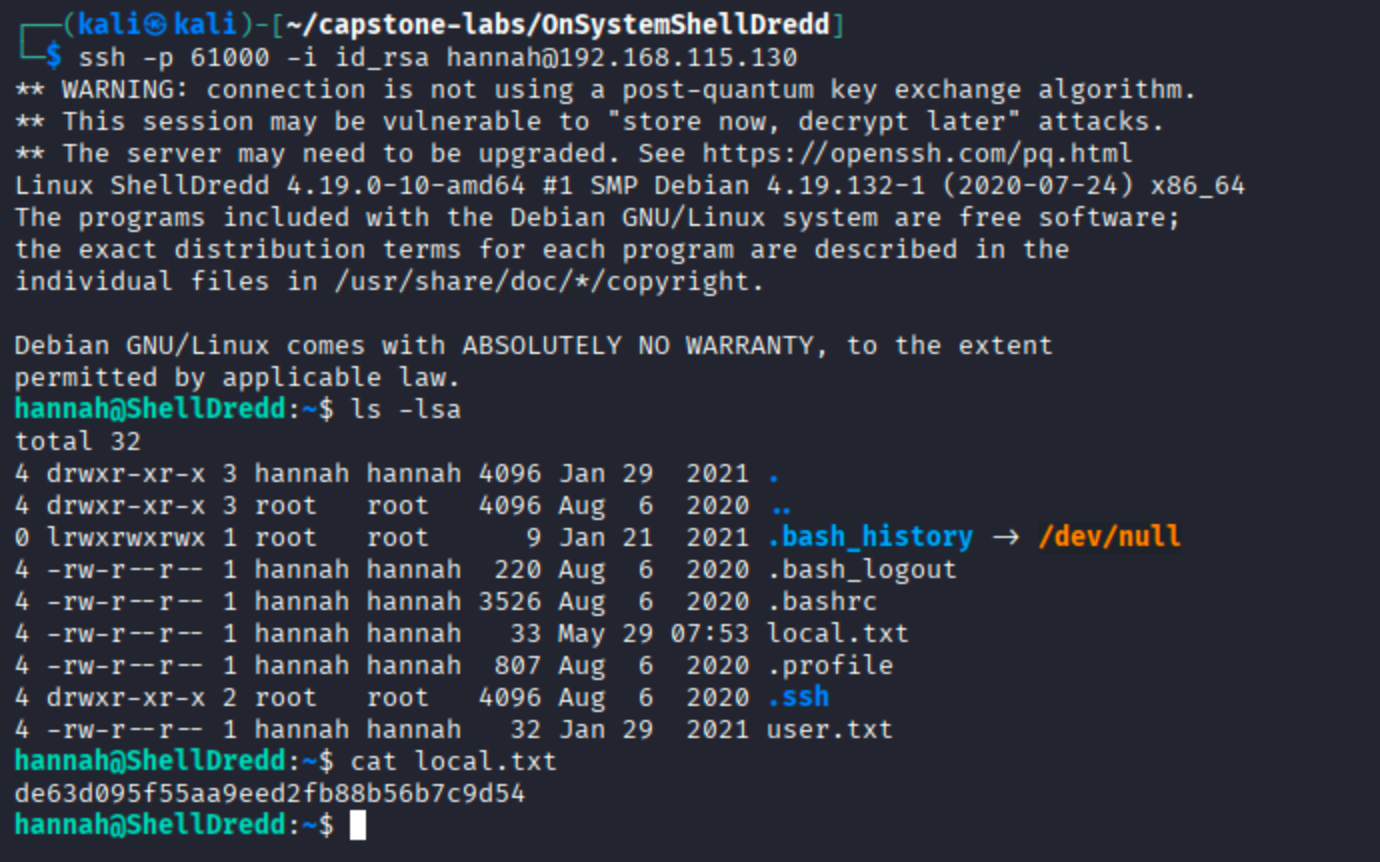 ┌──(kali㉿kali)-[~/capstone-labs/OnSystemShellDredd]
└─$ ssh -p 61000 -i id_rsa hannah@192.168.115.130
** WARNING: connection is not using a post-quantum key exchange algorithm.
** This session may be vulnerable to "store now, decrypt later" attacks.
** The server may need to be upgraded. See https://openssh.com/pq.html
Linux ShellDredd 4.19.0-10-amd64 #1 SMP Debian 4.19.132-1 (2020-07-24) x86_64
The programs included with the Debian GNU/Linux system are free software;
the exact distribution terms for each program are described in the
individual files in /usr/share/doc/*/copyright.

Debian GNU/Linux comes with ABSOLUTELY NO WARRANTY, to the extent
permitted by applicable law.
hannah@ShellDredd:~$ ls -lsa
total 32
4 drwxr-xr-x 3 hannah hannah 4096 Jan 29  2021 .
4 drwxr-xr-x 3 root   root   4096 Aug  6  2020 ..
0 lrwxrwxrwx 1 root   root      9 Jan 21  2021 .bash_history → /dev/null
4 -rw-r--r-- 1 hannah hannah  220 Aug  6  2020 .bash_logout
4 -rw-r--r-- 1 hannah hannah 3526 Aug  6  2020 .bashrc
4 -rw-r--r-- 1 hannah hannah   33 May 29 07:53 local.txt
4 -rw-r--r-- 1 hannah hannah  807 Aug  6  2020 .profile
4 drwxr-xr-x 2 root   root   4096 Aug  6  2020 .ssh
4 -rw-r--r-- 1 hannah hannah   32 Jan 29  2021 user.txt
hannah@ShellDredd:~$ cat local.txt
de63d095f55aa9eed2fb88b56b7c9d54
hannah@ShellDredd:~$